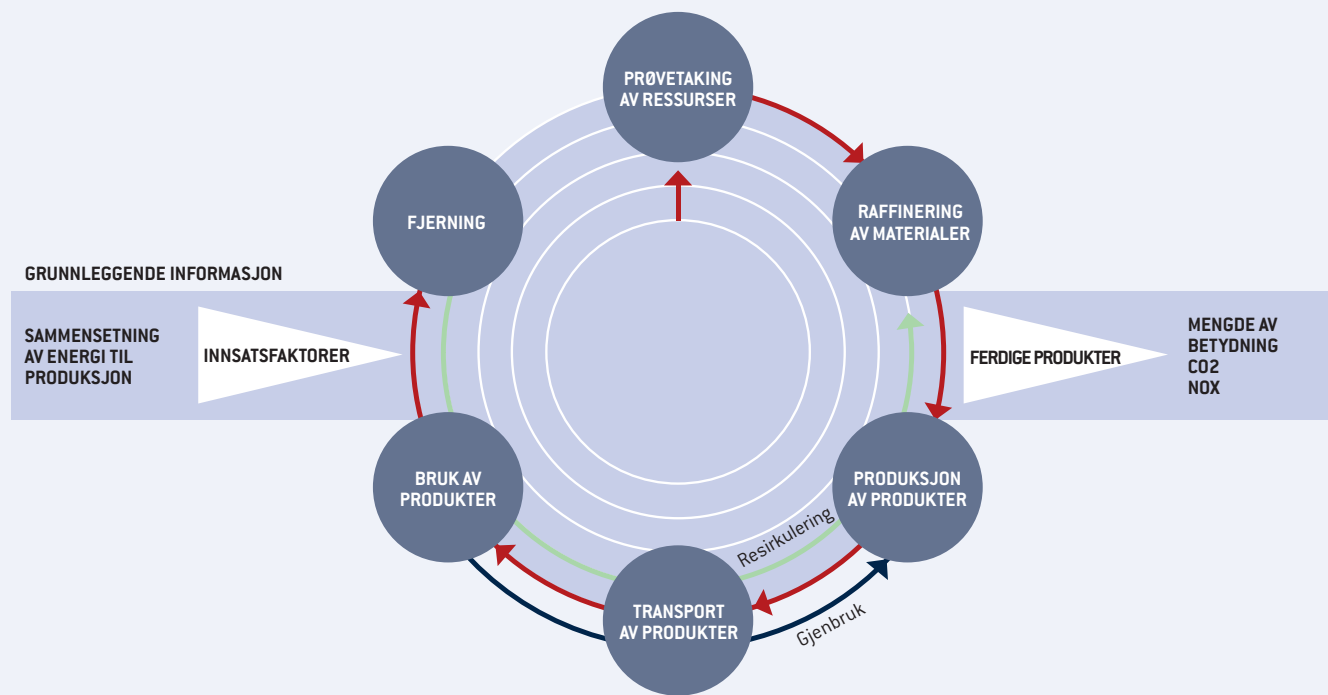 PRØVETAKING
AV RESSURSER
FJERNING
RAFFINERING
AV MATERIALER
GRUNNLEGGENDE INFORMASJON
SAMMENSETNING
AV ENERGI TIL
PRODUKSJON
INNSATSFAKTORER
FERDIGE PRODUKTER
MENGDE AV
BETYDNING
CO2
NOX
BRUK AV
PRODUKTER
PRODUKSJON
AV PRODUKTER
Resirkulering
TRANSPORT
AV PRODUKTER
Gjenbruk